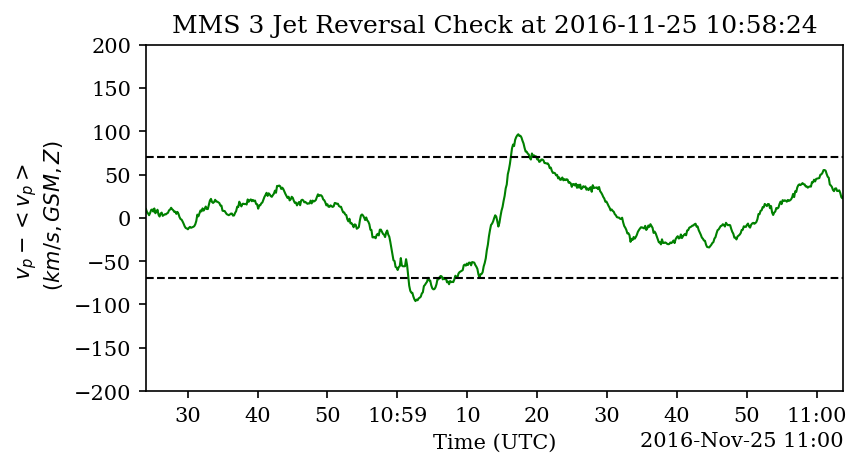 MMS 3 Jet Reversal Check at 2016-11-25 10:58:24
v_p − < v_p >
(km/s, GSM, Z)
200
150
100
50
0
−50
−100
−150
−200
30 40 50 10:59 10 20 30 40 50 11:00
Time (UTC)
2016-Nov-25 11:00